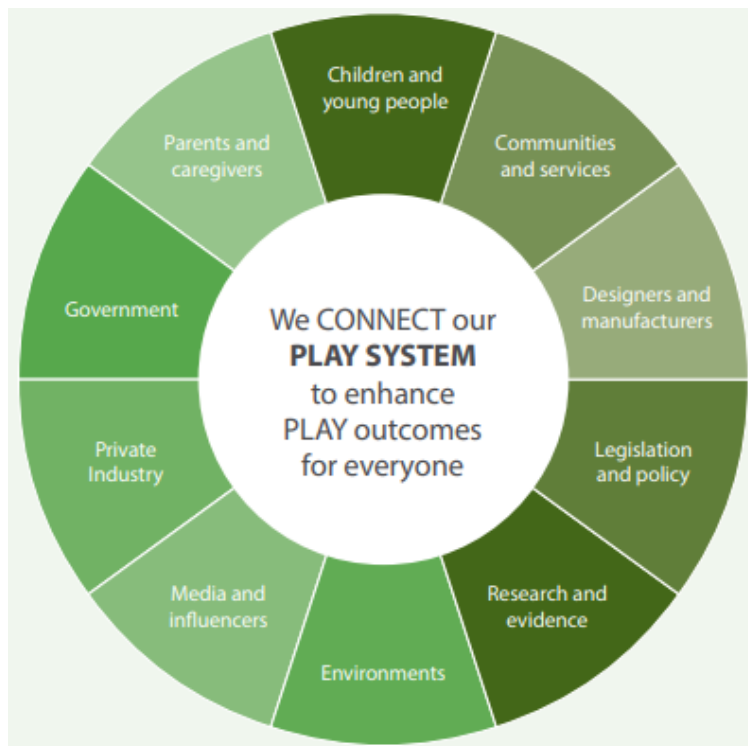 Children and
young people
Communities
and services
Designers and
manufacturers
Legislation
and policy
Research and
evidence
Environments
Media and
influencers
Private
Industry
Government
Parents and
caregivers
We CONNECT our
PLAY SYSTEM
to enhance
PLAY outcomes
for everyone